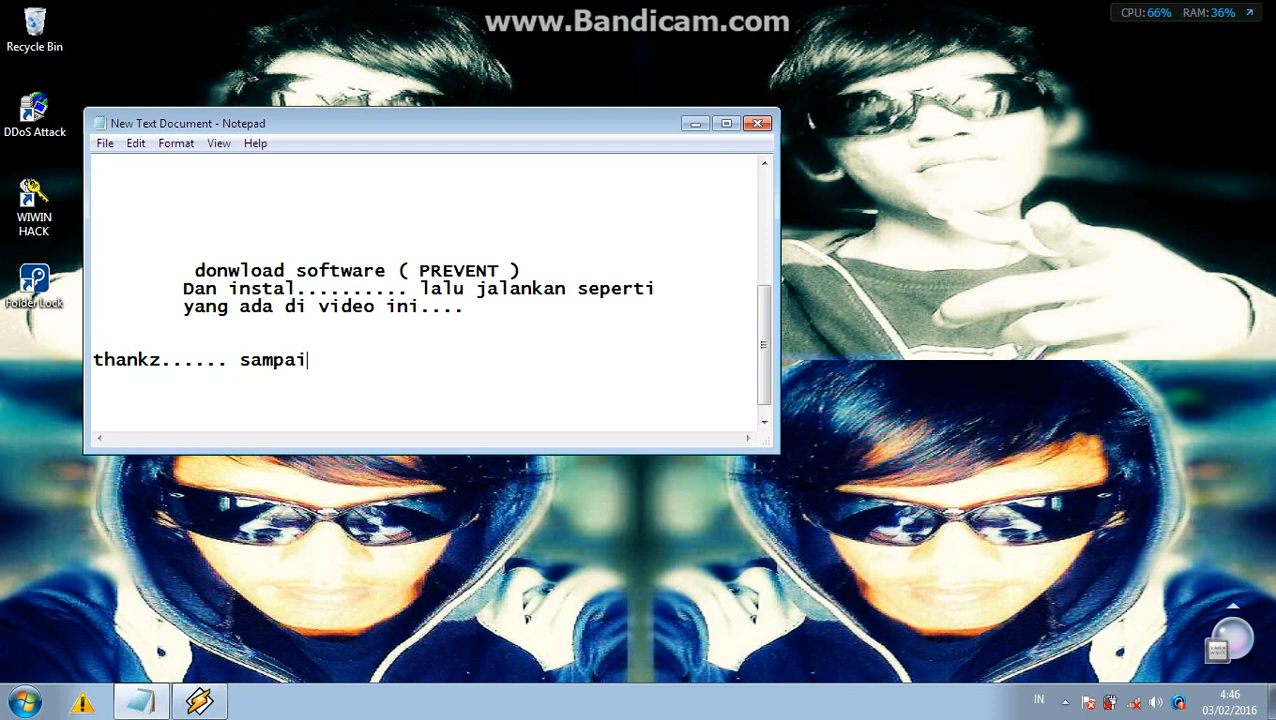 www.Bandicam.com
CPU:66% RAM:36%
Recycle Bin
DDoS Attack
WIWIN
HACK
Folder Lock
New Text Document - Notepad
File Edit Format View Help
donwload software ( PREVENT )
Dan instal.......... lalu jalankan seperti
yang ada di video ini....
thankz...... sampai
IN
4:46
03/02/2016